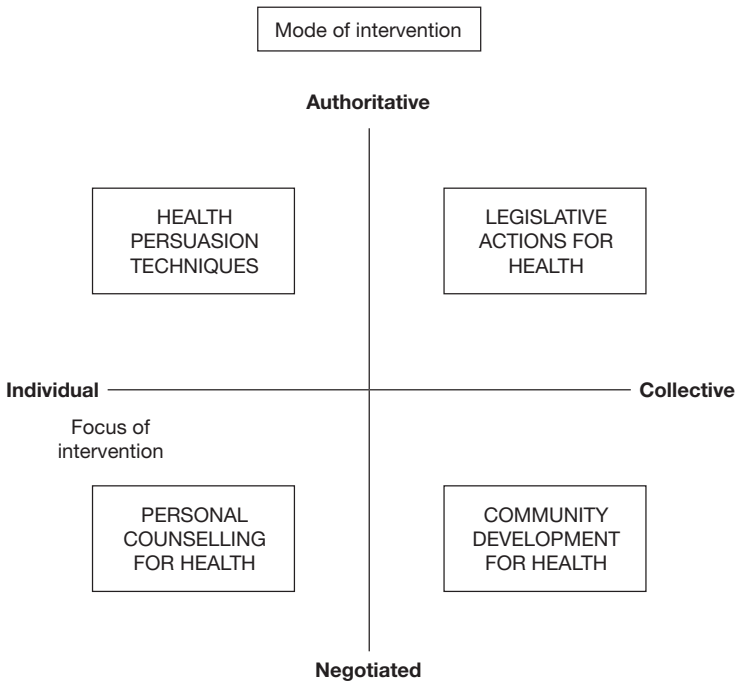 Mode of intervention
Authoritative
HEALTH
PERSUASION
TECHNIQUES
LEGISLATIVE
ACTIONS FOR
HEALTH
Individual
Collective
Focus of
intervention
PERSONAL
COUNSELLING
FOR HEALTH
COMMUNITY
DEVELOPMENT
FOR HEALTH
Negotiated